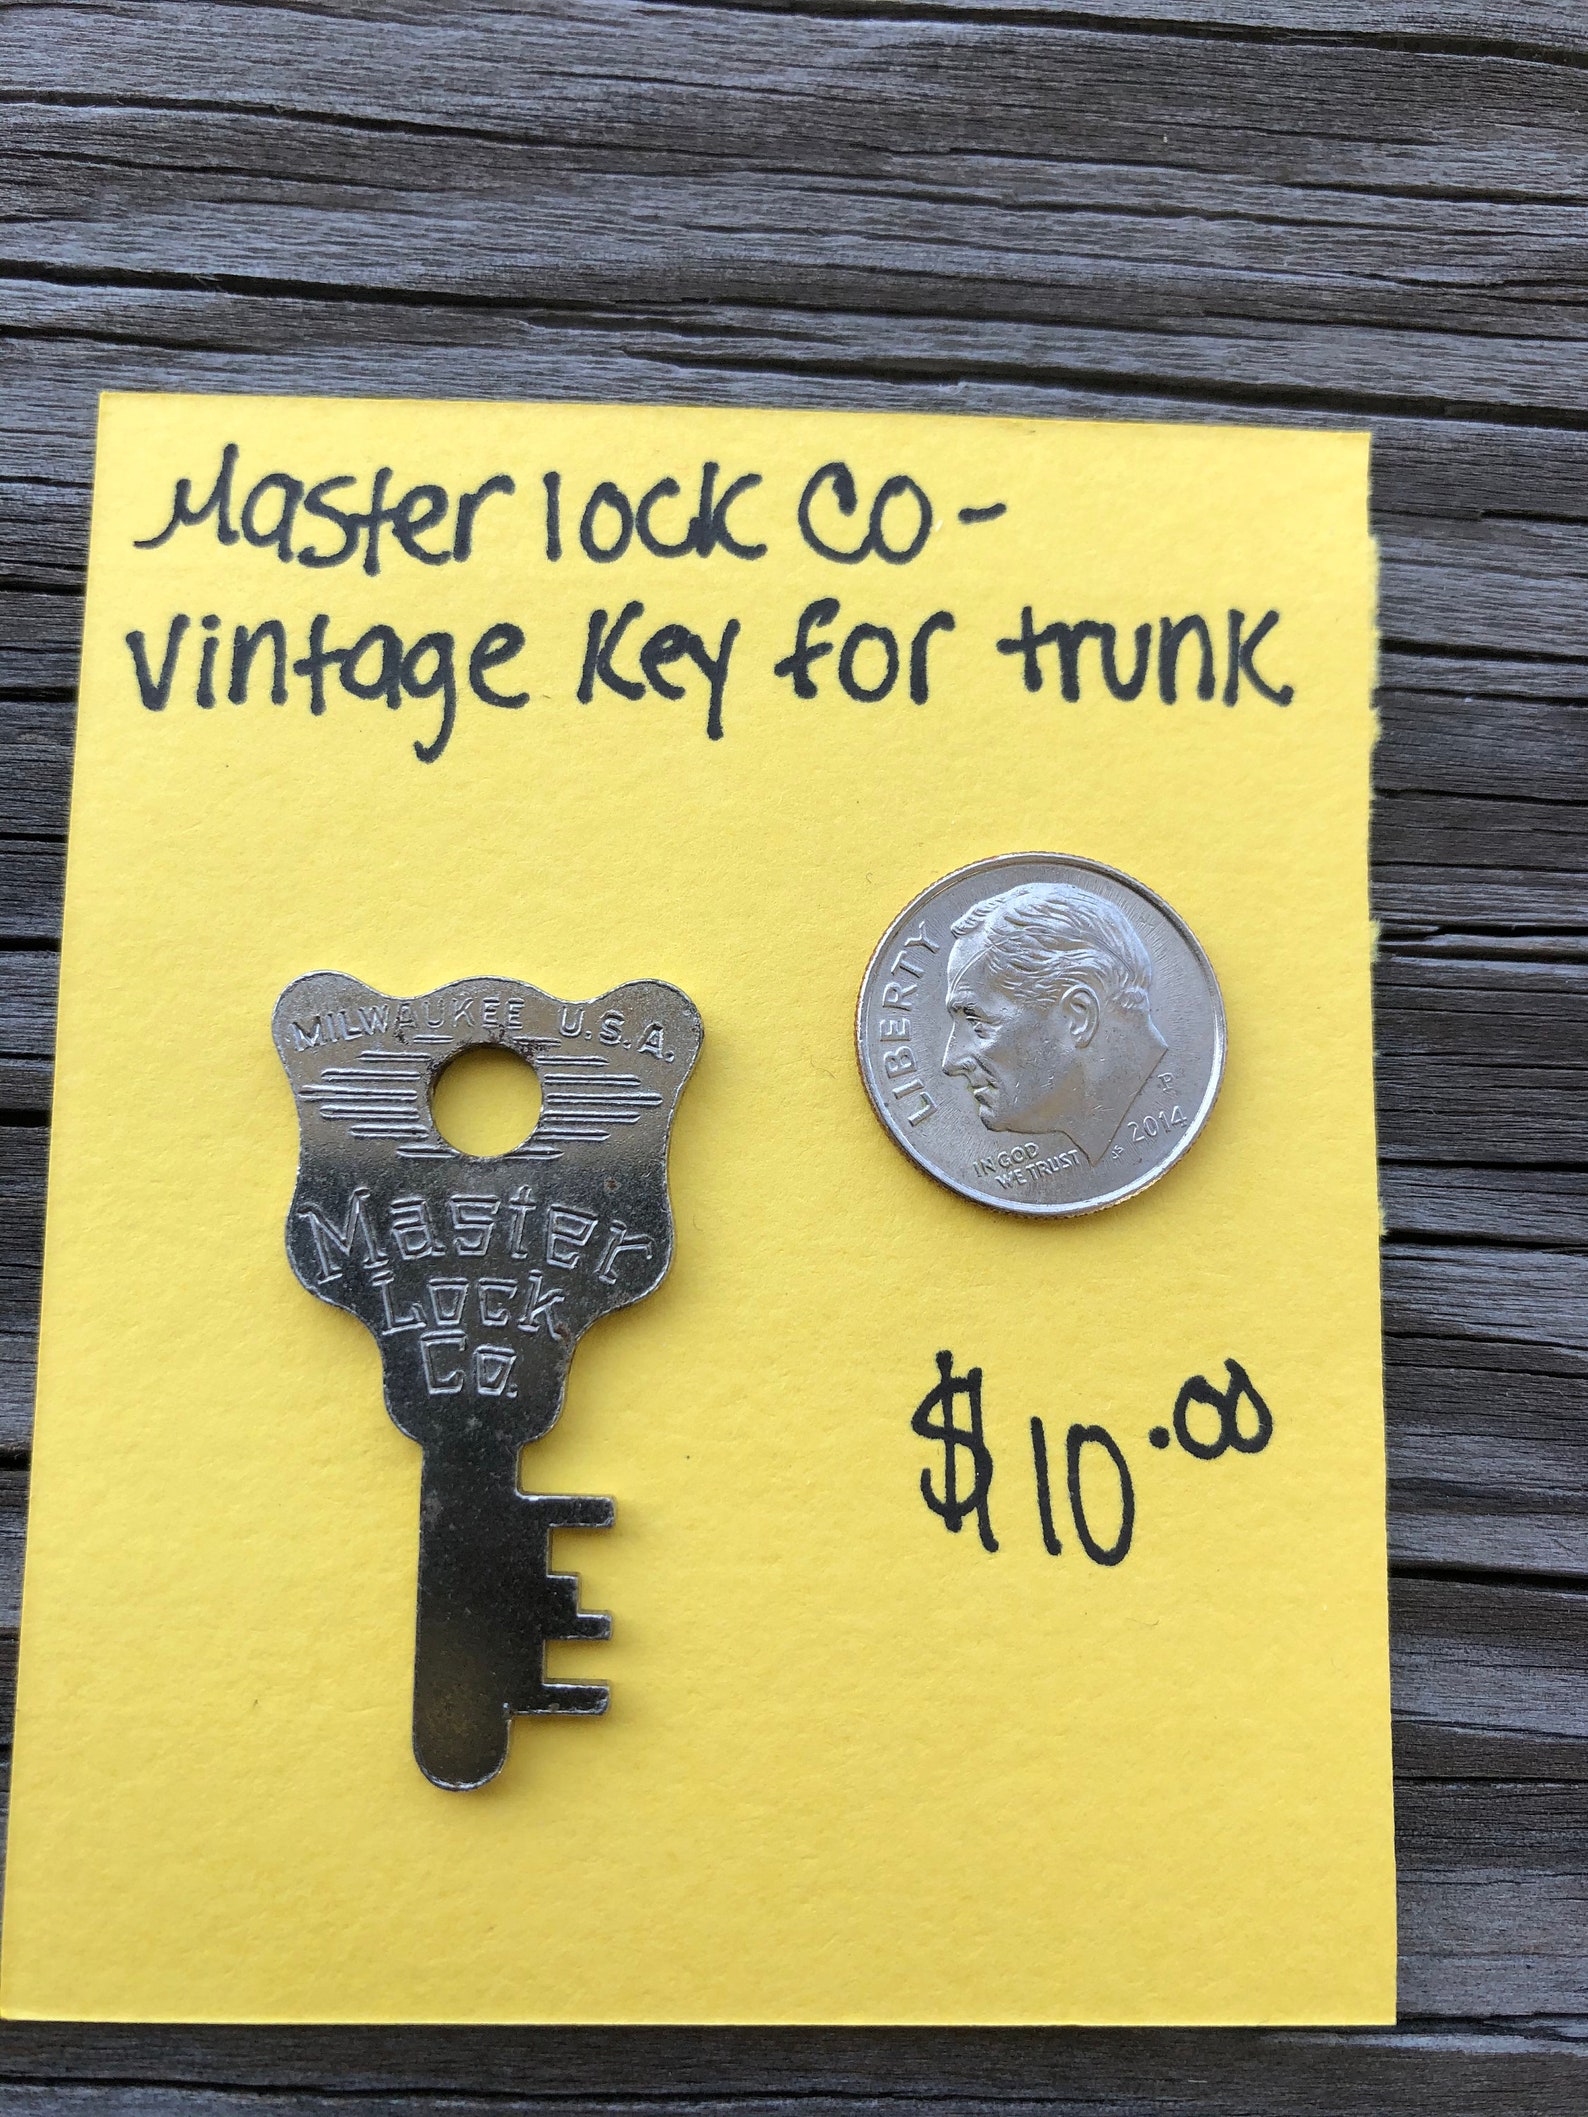 Master lock Co-
vintage Key for trunk
MILWAUKEE U.S.A.
Master
Lock
Co.
LIBERTY
IN GOD
WE TRUST
P
2014
JS
$10.00